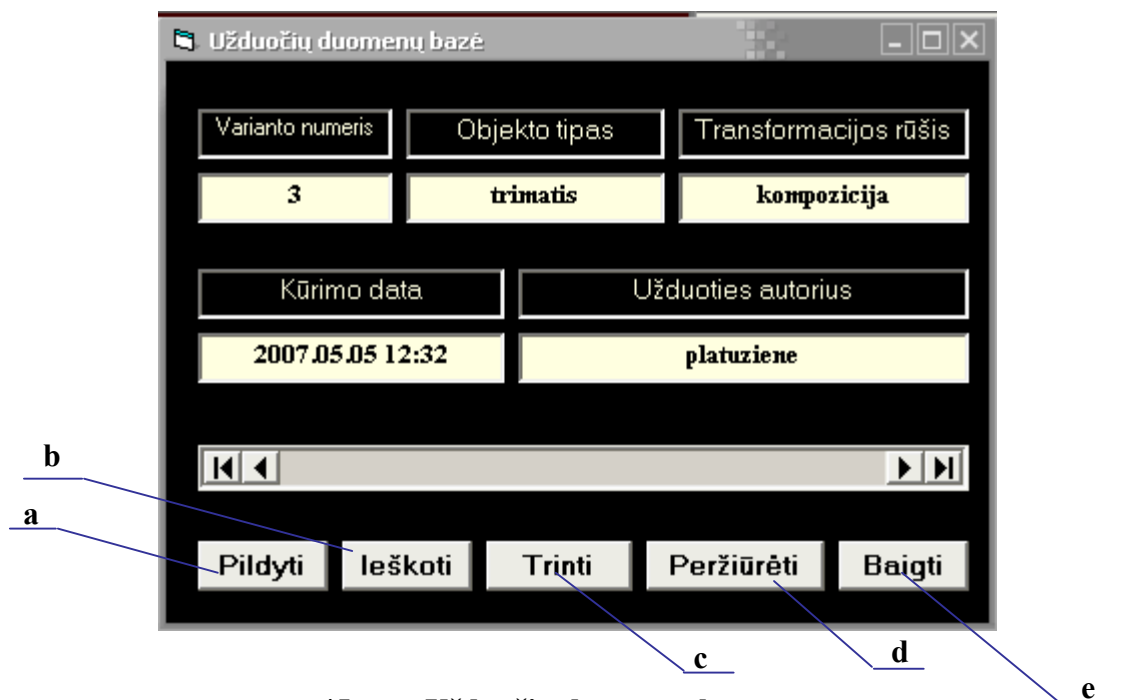 Užduočių duomenų bazė
Varianto numeris Objekto tipas Transformacijos rūšis
3 trimatis kompozicija
Kūrimo data Užduoties autorius
2007.05.05 12:32 platuziene
b
a
Pildyti Ieškoti Trinti Peržiūrėti Baigti
c d e